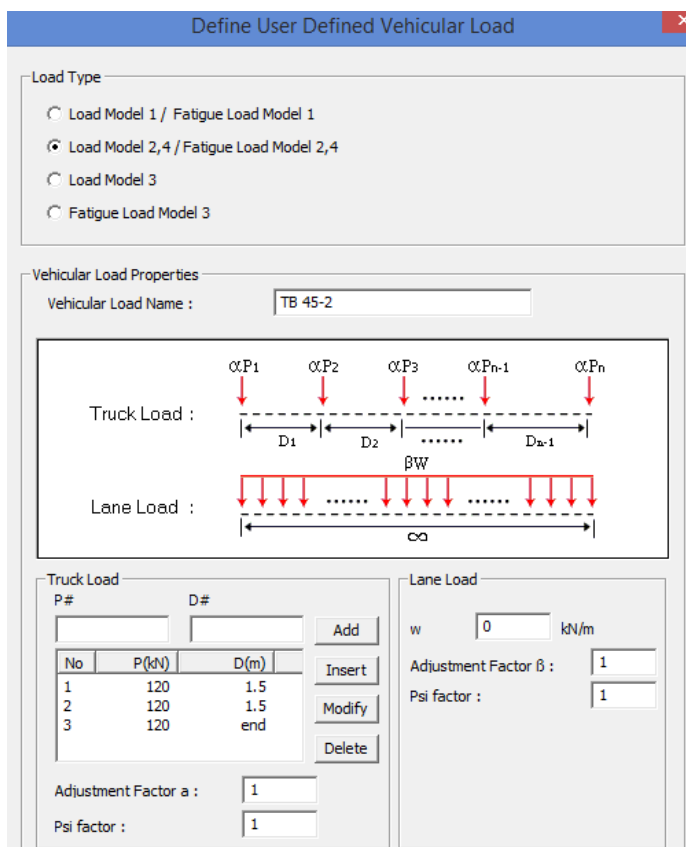 Define User Defined Vehicular Load
Load Type
Load Model 1 / Fatigue Load Model 1
Load Model 2,4 / Fatigue Load Model 2,4
Load Model 3
Fatigue Load Model 3
Vehicular Load Properties
Vehicular Load Name : TB 45-2
αP1 αP2 αP3 αPn-1 αPn
Truck Load :
D1 D2 Dn-1
βW
Lane Load :
∞
Truck Load
P# D#
Add
No P(kN) D(m)
1 120 1.5
2 120 1.5
3 120 end
Insert
Modify
Delete
Adjustment Factor a : 1
Psi factor : 1
Lane Load
w 0 kN/m
Adjustment Factor ß : 1
Psi factor : 1